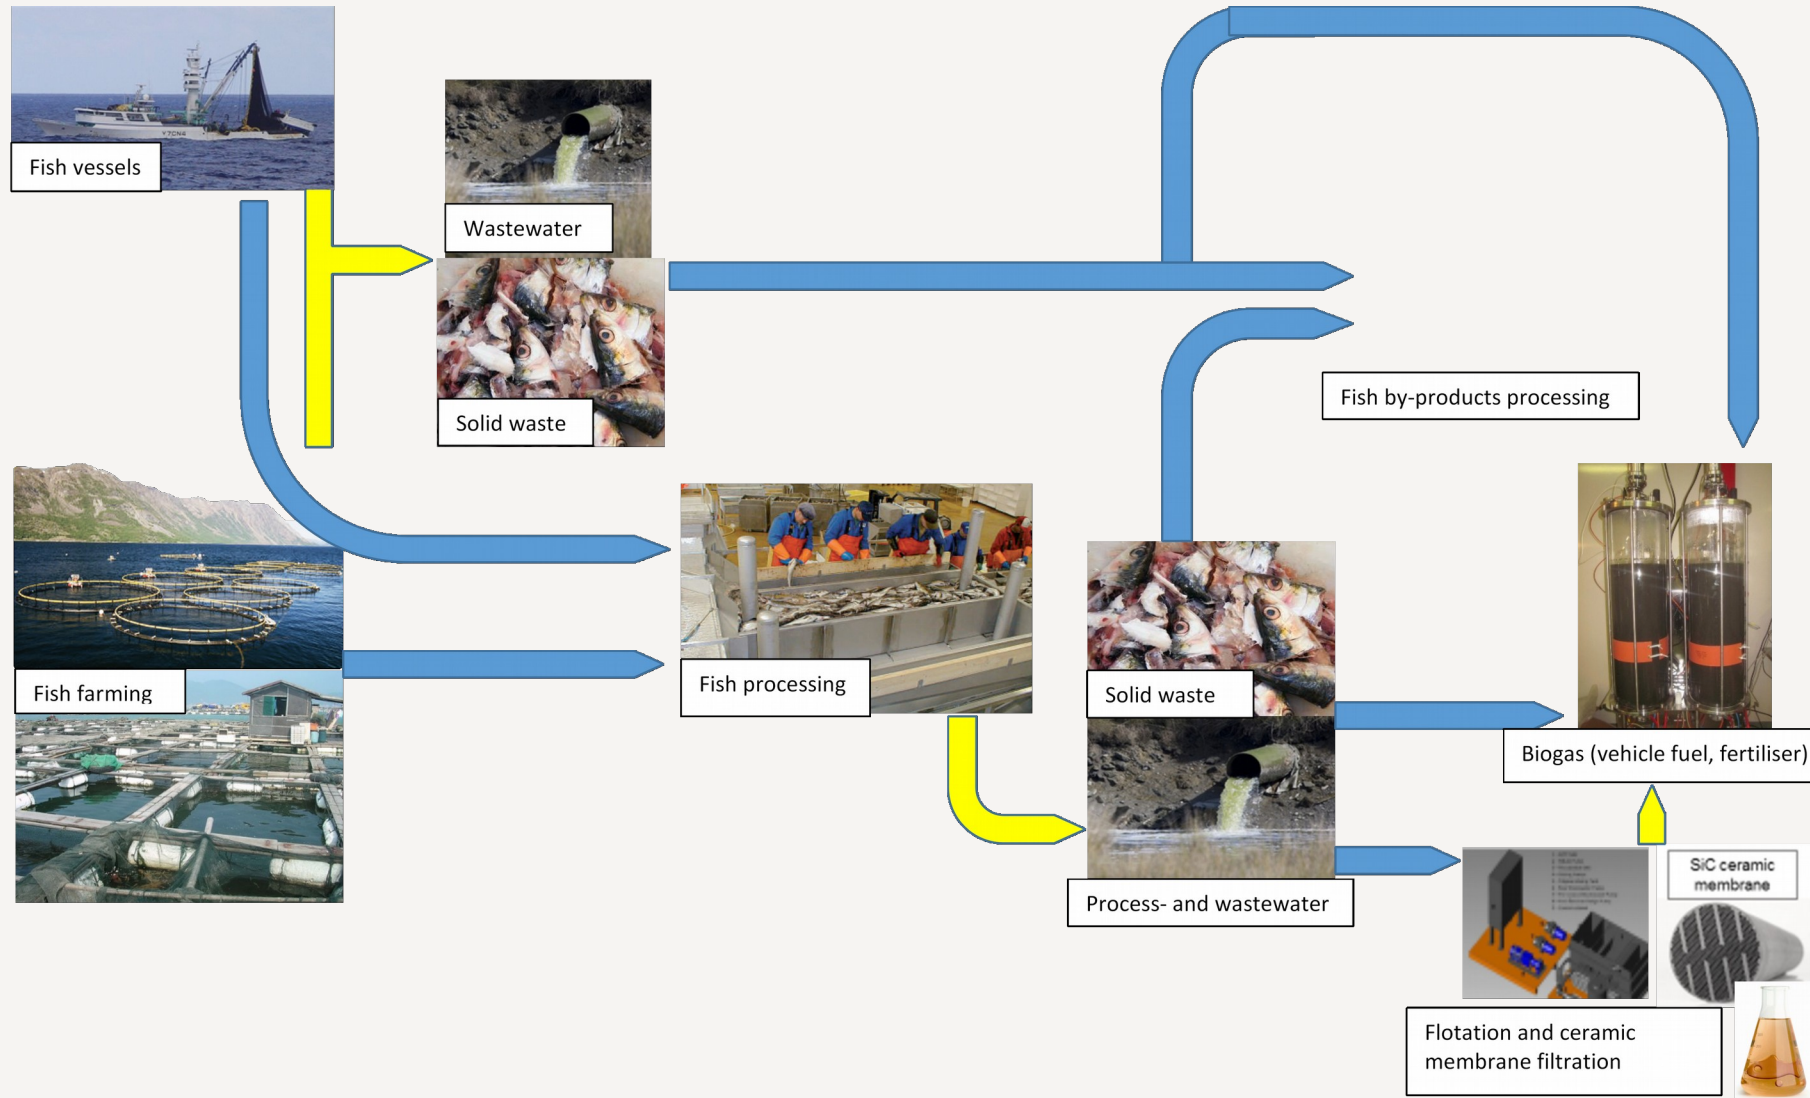 Fish vessels
Wastewater
Solid waste
Fish by-products processing
Fish farming
Fish processing
Solid waste
Biogas (vehicle fuel, fertiliser)
Process- and wastewater
SiC ceramic
membrane
Flotation and ceramic
membrane filtration